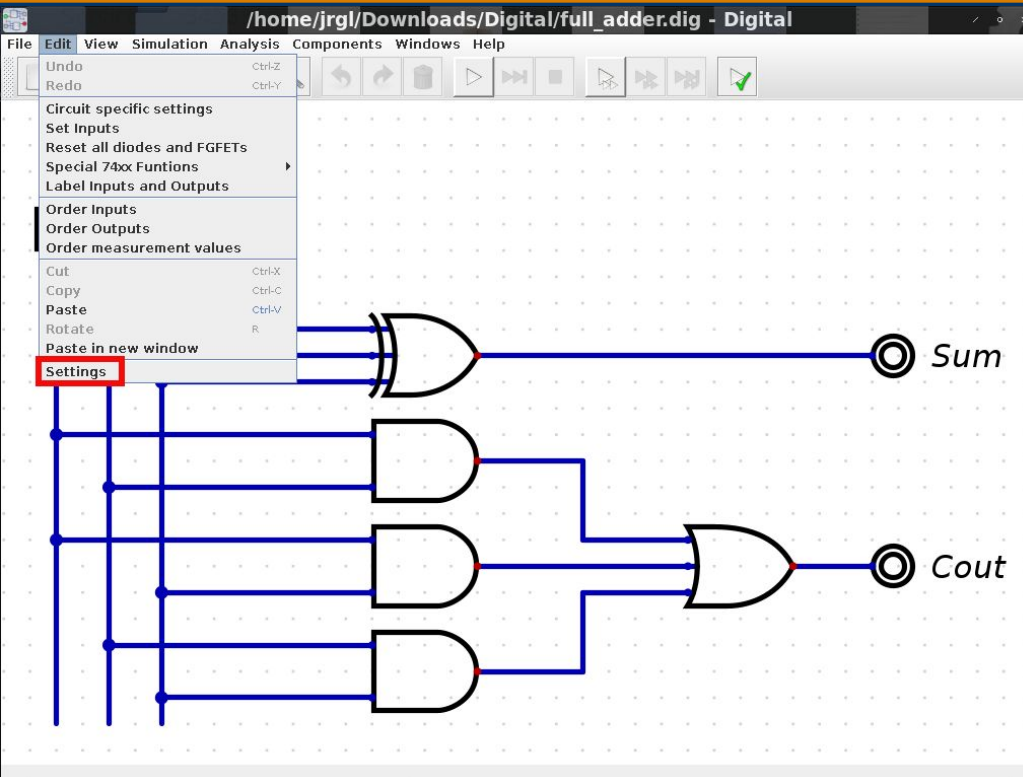 /home/jrgl/Downloads/Digital/full_adder.dig - Digital
File Edit View Simulation Analysis Components Windows Help
Undo Ctrl-Z
Redo Ctrl-Y
Circuit specific settings
Set Inputs
Reset all diodes and FGFETs
Special 74xx Funtions
Label Inputs and Outputs
Order Inputs
Order Outputs
Order measurement values
Cut Ctrl-X
Copy Ctrl-C
Paste Ctrl-V
Rotate R
Paste in new window
Settings
Sum
Cout